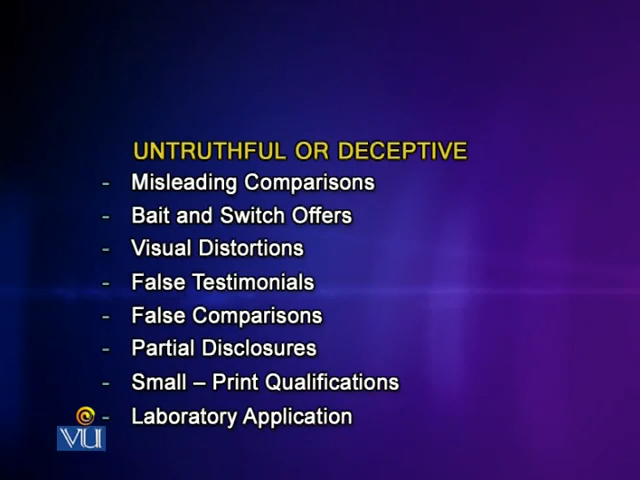 UNTRUTHFUL OR DECEPTIVE
- Misleading Comparisons
- Bait and Switch Offers
- Visual Distortions
- False Testimonials
- False Comparisons
- Partial Disclosures
- Small – Print Qualifications
- Laboratory Application
VU